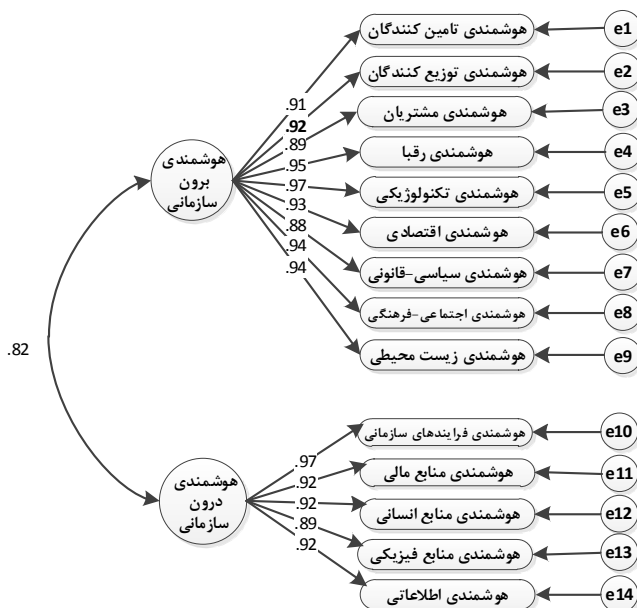 هوشمندی تامین کنندگان
e1
هوشمندی توزیع کنندگان
e2
هوشمندی مشتریان
e3
هوشمندی رقبا
e4
هوشمندی تکنولوژیکی
e5
هوشمندی اقتصادی
e6
هوشمندی سیاسی-قانونی
e7
هوشمندی اجتماعی-فرهنگی
e8
هوشمندی زیست محیطی
e9
.91
.92
.89
.95
.97
.93
.88
.94
.94
هوشمندی
برون
سازمانی
.82
هوشمندی فرایندهای سازمانی
e10
هوشمندی منابع مالی
e11
هوشمندی منابع انسانی
e12
هوشمندی منابع فیزیکی
e13
هوشمندی اطلاعاتی
e14
.97
.92
.92
.89
.92
هوشمندی
درون
سازمانی